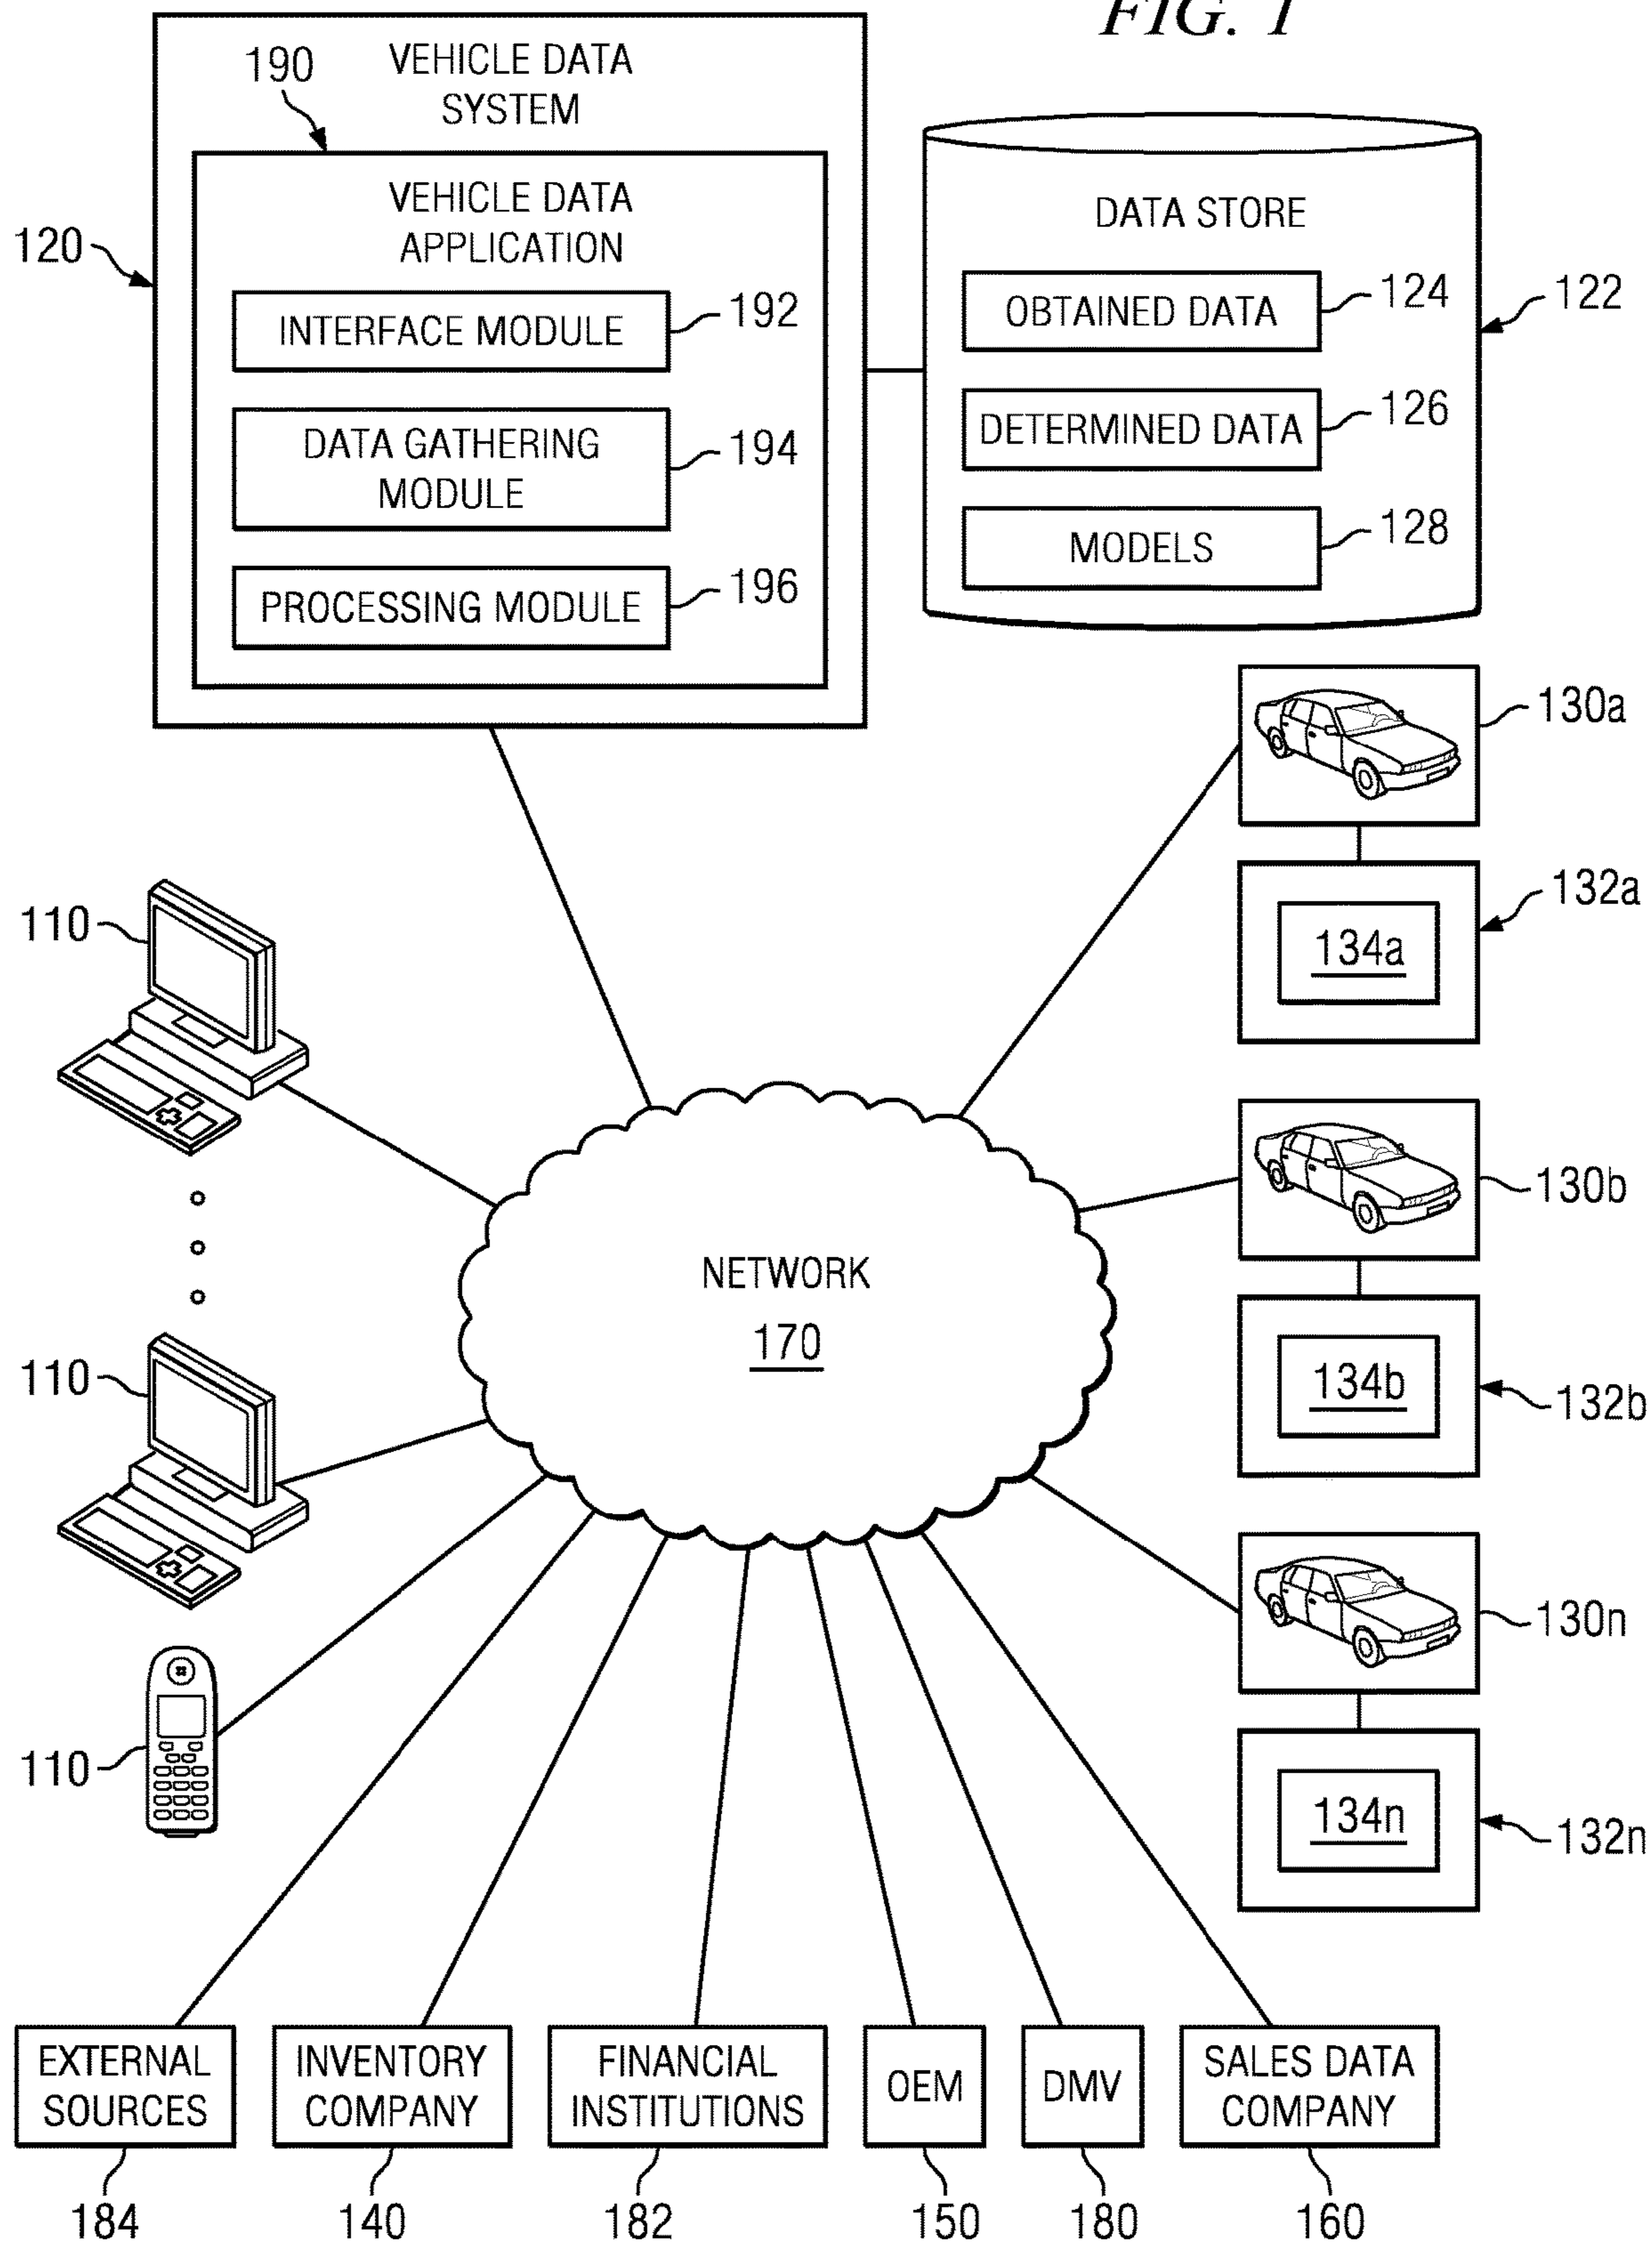 FIG. 1
VEHICLE DATA
SYSTEM
190
VEHICLE DATA
APPLICATION
120
INTERFACE MODULE
192
DATA GATHERING
MODULE
194
PROCESSING MODULE
196
DATA STORE
OBTAINED DATA
124
122
DETERMINED DATA
126
MODELS
128
130a
132a
134a
110
130b
NETWORK
170
110
134b
132b
130n
110
134n
132n
EXTERNAL
SOURCES
INVENTORY
COMPANY
FINANCIAL
INSTITUTIONS
OEM
DMV
SALES DATA
COMPANY
184
140
182
150
180
160